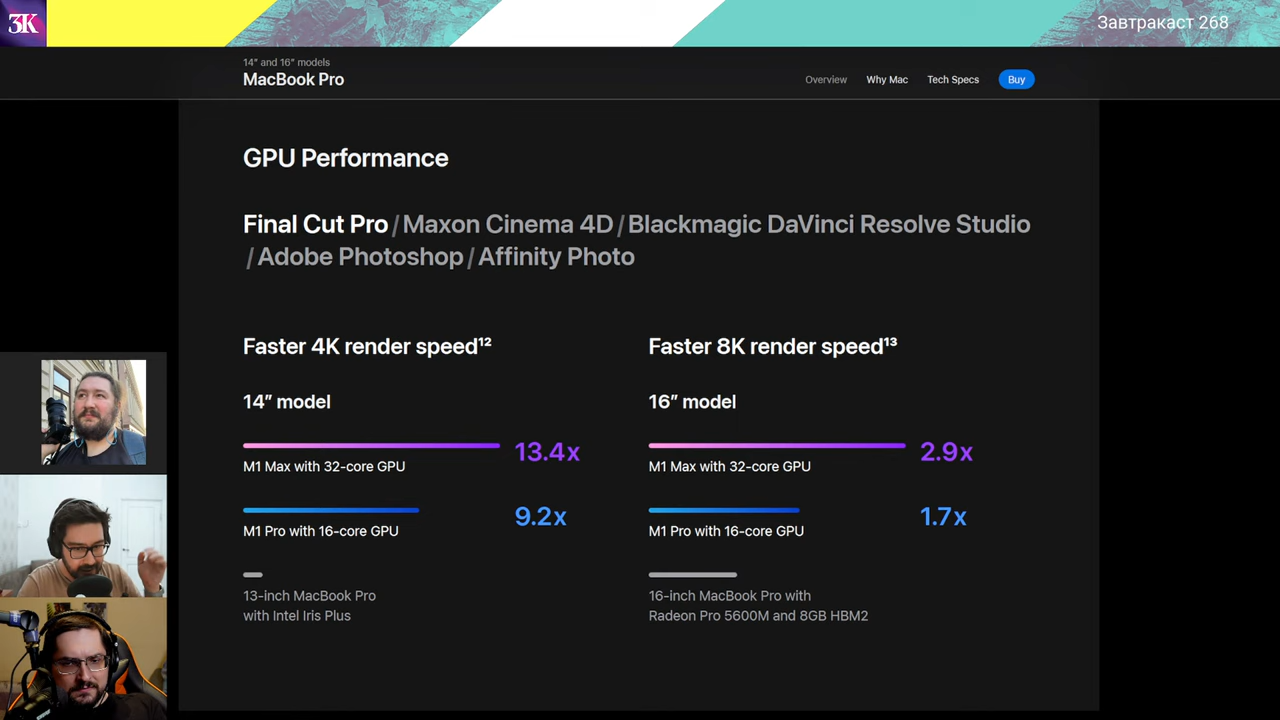 3K
Завтракаст 268
14″ and 16″ models
MacBook Pro
Overview
Why Mac
Tech Specs
Buy
GPU Performance
Final Cut Pro / Maxon Cinema 4D / Blackmagic DaVinci Resolve Studio
/ Adobe Photoshop / Affinity Photo
Faster 4K render speed¹²
14″ model
13.4x
M1 Max with 32-core GPU
9.2x
M1 Pro with 16-core GPU
13-inch MacBook Pro
with Intel Iris Plus
Faster 8K render speed¹³
16″ model
2.9x
M1 Max with 32-core GPU
1.7x
M1 Pro with 16-core GPU
16-inch MacBook Pro with
Radeon Pro 5600M and 8GB HBM2